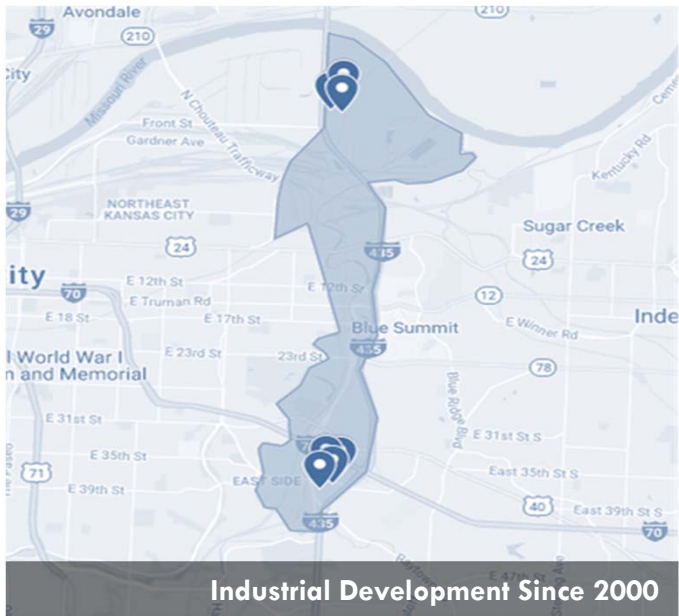 Avondale
210
210
29
City
Missouri River
N Chouteau Trafficway
Front St
Gardner Ave
Kentucky Rd
NORTHEAST
KANSAS CITY
29
24
Sugar Creek
435
24
ity
70
E 12th St
E 12th St
12
E Truman Rd
E 18 St
E 17th St
Inde
Blue Summit
E Winner Rd
l World War I
n and Memorial
E 23rd St
23rd St
435
78
Blue Ridge Blvd
E 31st St
E 31st St S
E 35th St
71
East 35th St S
EAST SIDE
E 39th St
40
East 39th St S
435
70
E 47th St
Industrial Development Since 2000